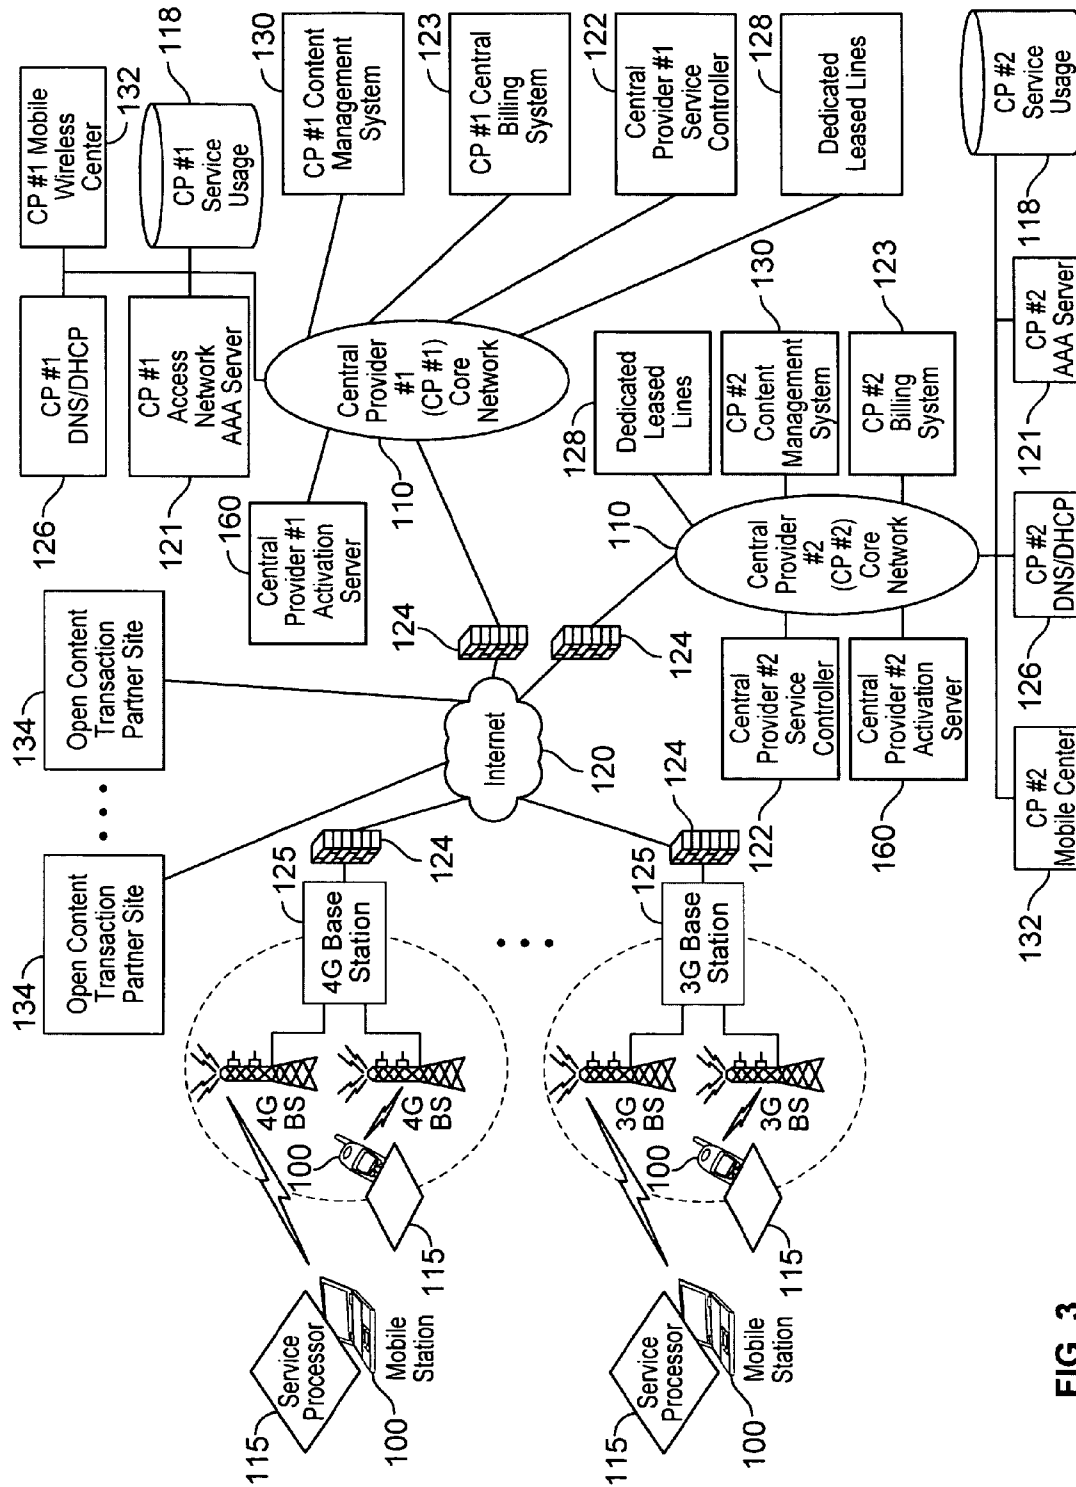 134
Open Content
Transaction
Partner Site
134
Open Content
Transaction
Partner Site
126
CP #1
DNS/DHCP
CP #1 Mobile
Wireless
Center
132
121
CP #1
Access
Network
AAA Server
CP #1
Service
Usage
118
160
Central
Provider #1
Activation
Server
Central
Provider
#1
(CP #1)
Core
Network
110
CP #1 Content
Management
System
130
CP #1 Central
Billing
System
123
Central
Provider #1
Service
Controller
122
Dedicated
Leased Lines
128
115
Service
Processor
100
Mobile
Station
100
115
4G
BS
4G
BS
4G Base
Station
125
124
Internet
120
124
124
115
Service
Processor
100
Mobile
Station
100
115
3G
BS
3G
BS
3G Base
Station
125
124
110
Central
Provider
#2
(CP #2)
Core
Network
128
Dedicated
Leased
Lines
CP #2
Content
Management
System
130
CP #2
Billing
System
123
Central
Provider #2
Service
Controller
122
Central
Provider #2
Activation
Server
160
132
CP #2
Mobile Center
126
CP #2
DNS/DHCP
121
CP #2
AAA Server
118
CP #2
Service
Usage
FIG. 3